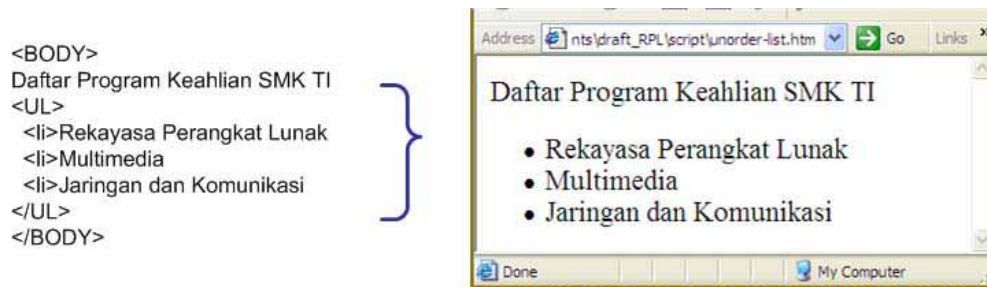 <BODY>
Daftar Program Keahlian SMK TI
<UL>
<li>Rekayasa Perangkat Lunak
<li>Multimedia
<li>Jaringan dan Komunikasi
</UL>
</BODY>
Address nts\draft_RPL\script\unorder-list.htm Go Links »
Daftar Program Keahlian SMK TI
• Rekayasa Perangkat Lunak
• Multimedia
• Jaringan dan Komunikasi
Done My Computer